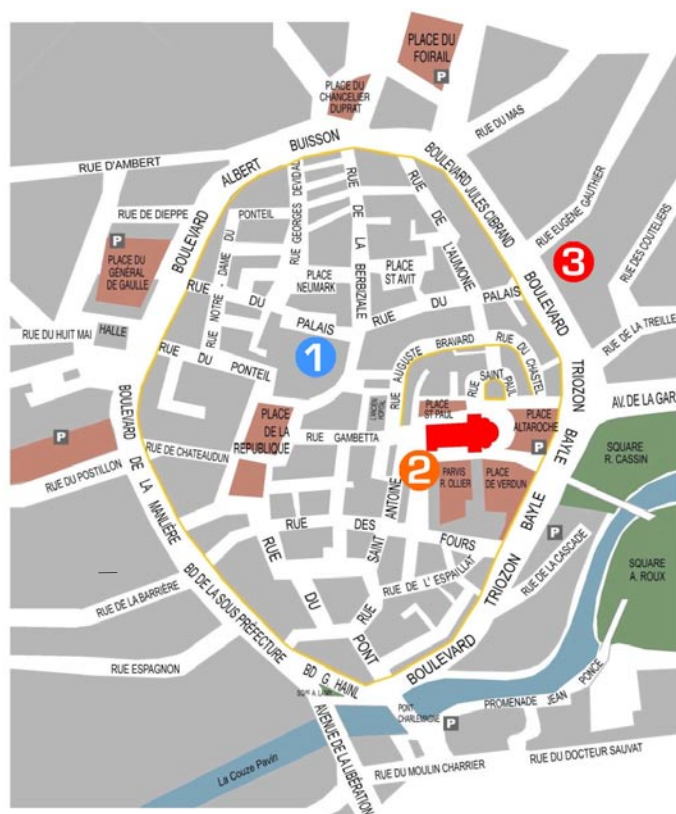 PLACE DU
FOIRAIL
P
PLACE DU
CHANCELIER
DUPRAT
RUE DU MAS
BUISSON
ALBERT
BOULEVARD
BOULEVARD JULES CIBRAND
RUE D'AMBERT
RUE EUGÈNE GAUTHIER
RUE DES COUTELIERS
RUE DE DIEPPE
P
PLACE DU
GÉNÉRAL
DE GAULLE
RUE NOTRE-DAME DU
PONTEIL
RUE GEORGES DEVIDAL
RUE DE LA BERBIZIALE
RUE DE L'AUMONE
PLACE
ST AVIT
PLACE
NEUMARK
RUE DU PALAIS
RUE DU PALAIS
3
BOULEVARD
TRIOZON
BAYLE
RUE DE LA TREILLE
RUE DU HUIT MAI
HALLE
RUE DU PONTEIL
1
RUE AUGUSTE BRAVARD
RUE DU CHASTEL
RUE SAINT
PAUL
AV. DE LA GAR
BOULEVARD
DE LA MANLIÈRE
PLACE
DE LA
RÉPUBLIQUE
L'ANCIEN
HOPITAL
PLACE
ST PAUL
PLACE
ALTAROCHE
P
RUE GAMBETTA
P
RUE DU POSTILLON
RUE DE CHATEAUDUN
2
PARVIS
R. OLLIER
PLACE
DE VERDUN
SQUARE
R. CASSIN
RUE DES FOURS
RUE SAINT ANTOINE
RUE DE L'ESPAILLAT
BOULEVARD TRIOZON BAYLE
P
RUE DE LA CASCADE
SQUARE
A. ROUX
RUE DU PONT
RUE DE LA BARRIÈRE
BD DE LA SOUS PRÉFECTURE
RUE ESPAGNON
BD G. HAINL
PONT
CHARLEMAGNE
P
PROMENADE JEAN PONCE
AVENUE DE LA LIBÉRATION
La Couze Pavin
RUE DU MOULIN CHARRIER
RUE DU DOCTEUR SAUVAT